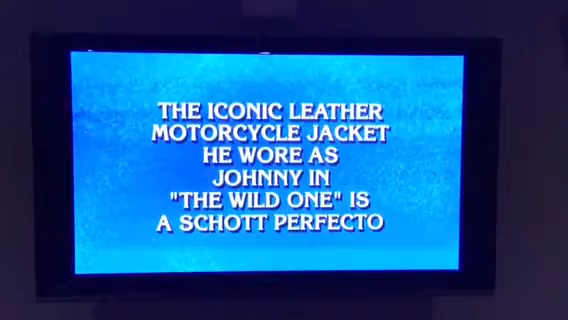 THE ICONIC LEATHER
MOTORCYCLE JACKET
HE WORE AS
JOHNNY IN
"THE WILD ONE" IS
A SCHOTT PERFECTO